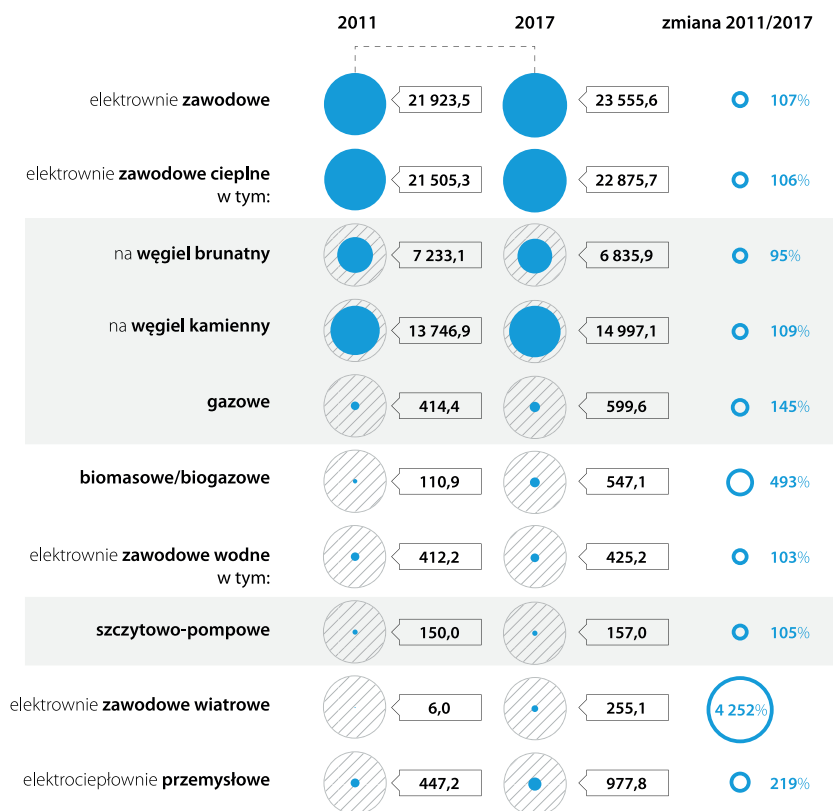 2011 2017 zmiana 2011/2017
elektrownie zawodowe 21 923,5 23 555,6 107%
elektrownie zawodowe cieplne 21 505,3 22 875,7 106%
w tym:
na węgiel brunatny 7 233,1 6 835,9 95%
na węgiel kamienny 13 746,9 14 997,1 109%
gazowe 414,4 599,6 145%
biomasowe/biogazowe 110,9 547,1 493%
elektrownie zawodowe wodne 412,2 425,2 103%
w tym:
szczytowo-pompowe 150,0 157,0 105%
elektrownie zawodowe wiatrowe 6,0 255,1 4 252%
elektrociepłownie przemysłowe 447,2 977,8 219%